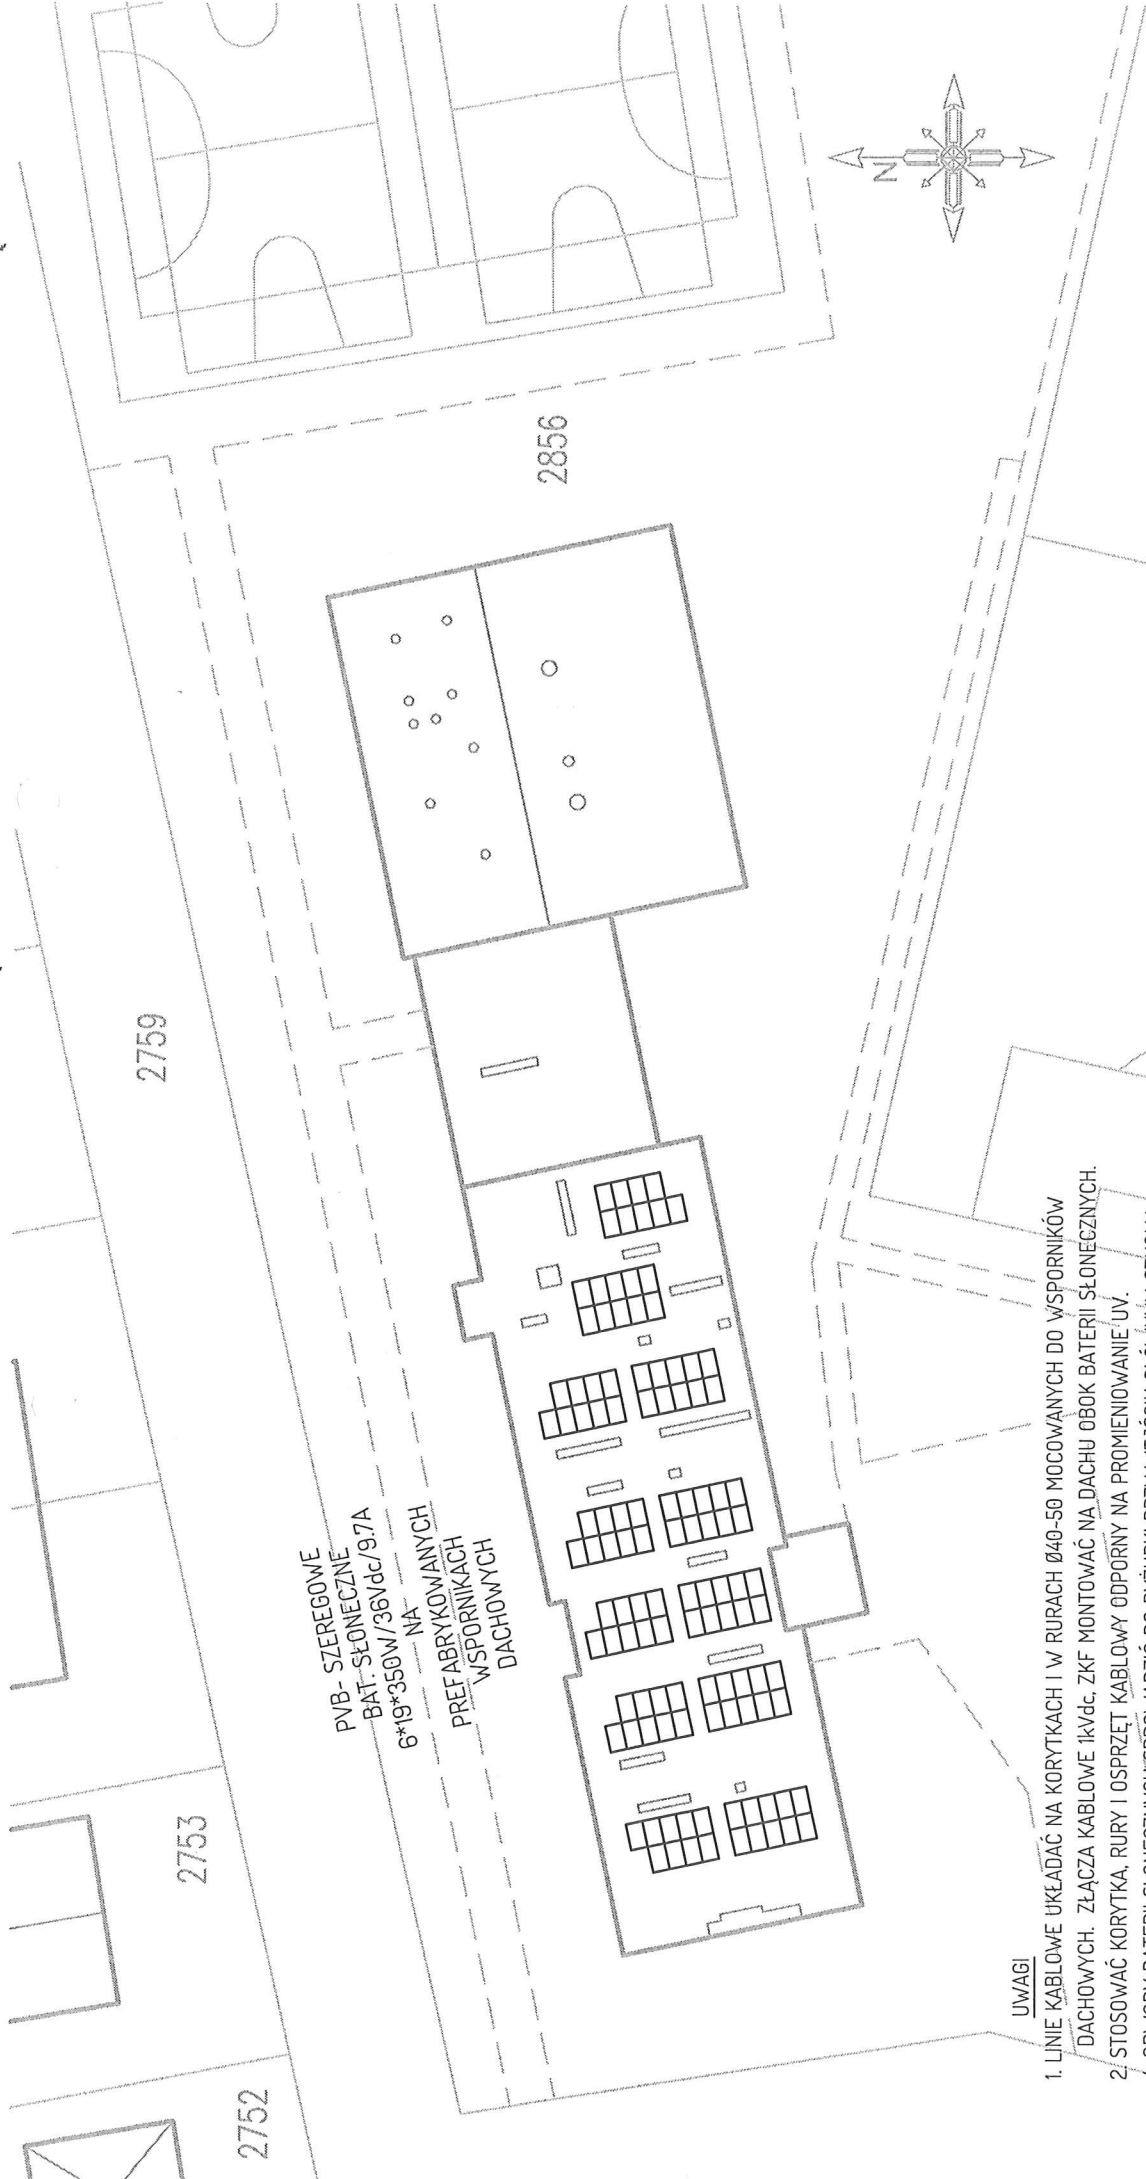 2856
2759
PVB- SZEREGOWE
BAT. SŁONECZNE
6*19*350W/36Vdc/9.7A
NA
PREFABRYKOWANYCH
WSPORNIKACH
DACHOWYCH
2753
2752
N
UWAGI
1. LINIE KABLOWE UKŁADAĆ NA KORYTKACH I W RURACH Ø40-50 MOCOWANYCH DO WSPORNIKÓW
DACHOWYCH. ZŁĄCZA KABLOWE 1kVdc, ZKF MONTOWAĆ NA DACHU OBOK BATERII SŁONECZNYCH.
2. STOSOWAĆ KORYTKA, RURY I OSPRZĘT KABLOWY ODPORNY NA PROMIENIOWANIE UV.